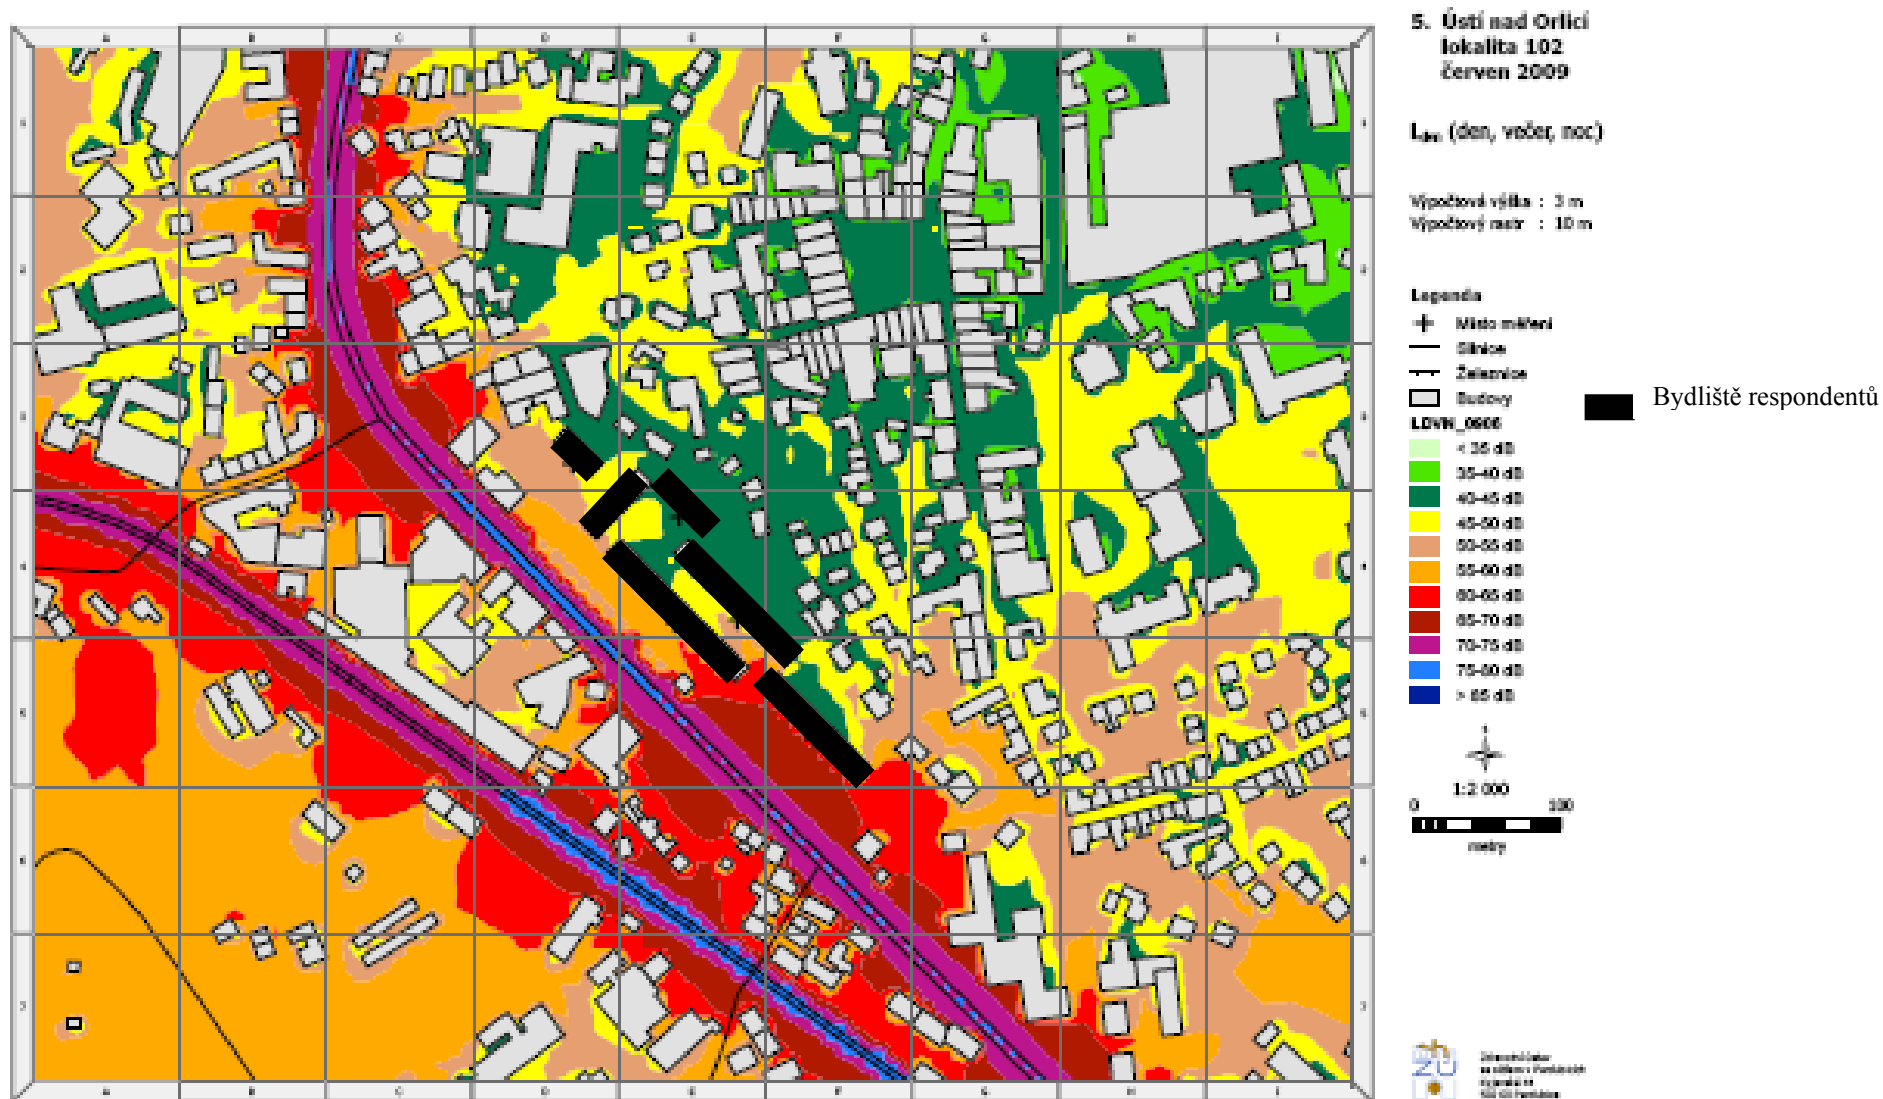 5. Ústí nad Orlicí
lokalita 102
červen 2009
Ldvn (den, večer, noc)
Výpočtová výška : 3 m
Výpočtový rastr : 10 m
Legenda
Místo měření
Silnice
Železnice
Budovy
Bydliště respondentů
LDVN_0906
< 35 dB
35-40 dB
40-45 dB
45-50 dB
50-55 dB
55-60 dB
60-65 dB
65-70 dB
70-75 dB
75-80 dB
1:2 000
0 100
metry